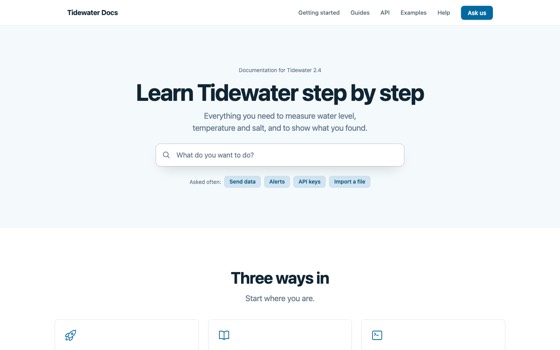 Tidewater Docs
Getting started
Guides
API
Examples
Help
Ask us
Documentation for Tidewater 2.4
Learn Tidewater step by step
Everything you need to measure water level,
temperature and salt, and to show what you found.
What do you want to do?
Asked often:
Send data
Alerts
API keys
Import a file
Three ways in
Start where you are.